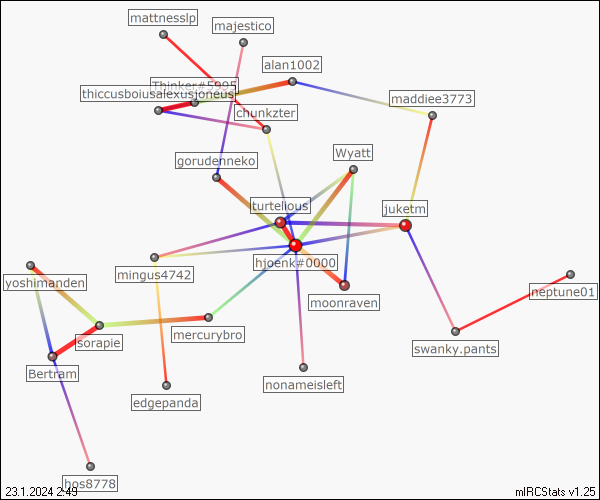 mattnesslp
majestico
alan1002
Thinker#5995
thiccusboiusalexusjoneus
maddiee3773
chunkzter
gorudenneko
Wyatt
turtelious
juketm
hjoenk#0000
yoshimanden
mingus4742
moonraven
neptune01
mercurybro
sorapie
swanky.pants
Bertram
nonameisleft
edgepanda
hos8778
23.1.2024 2:49
mIRCStats v1.25